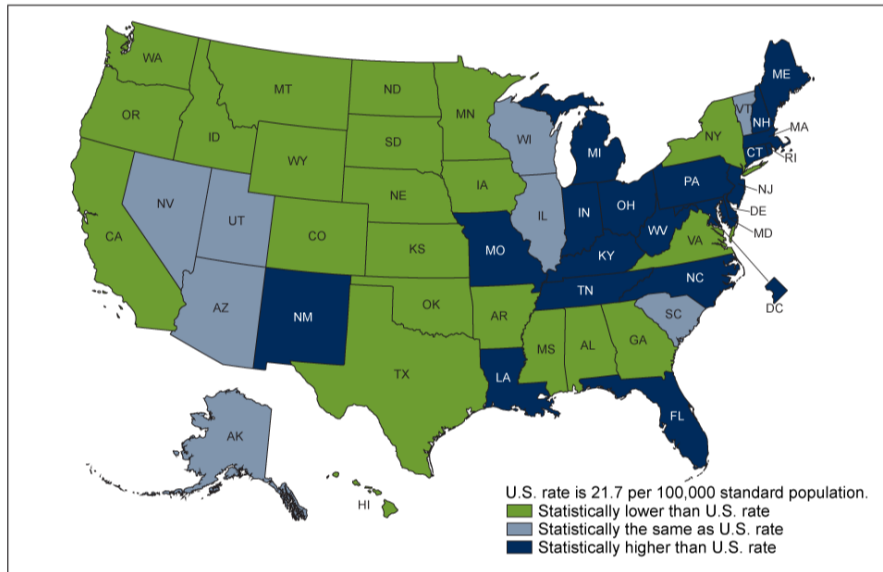 WA
MT
ND
MN
OR
ID
SD
WY
WI
MI
NY
VT
ME
NH
MA
RI
CT
NE
IA
PA
NJ
NV
UT
CO
IL
IN
OH
DE
MD
WV
VA
CA
KS
MO
KY
NC
AZ
NM
OK
AR
TN
SC
DC
TX
LA
MS
AL
GA
FL
AK
HI
U.S. rate is 21.7 per 100,000 standard population.
Statistically lower than U.S. rate
Statistically the same as U.S. rate
Statistically higher than U.S. rate